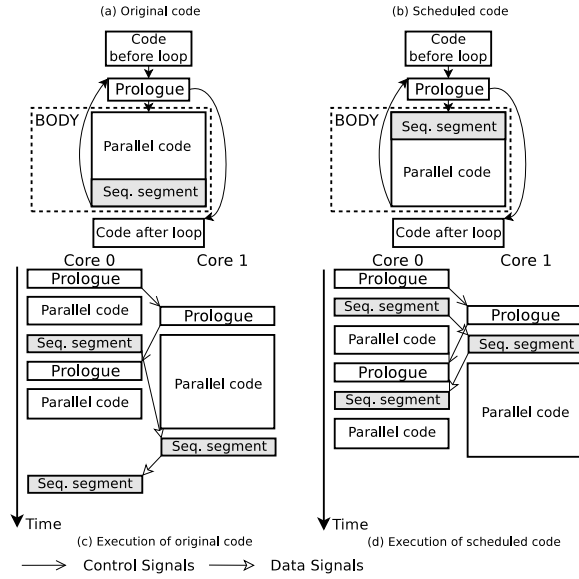 (a) Original code
Code
before loop
Prologue
BODY
Parallel code
Seq. segment
Code after loop
(b) Scheduled code
Code
before loop
Prologue
BODY
Seq. segment
Parallel code
Code after loop
Core 0
Core 1
Prologue
Parallel code
Seq. segment
Prologue
Parallel code
Seq. segment
Prologue
Parallel code
Seq. segment
Time
(c) Execution of original code
Core 0
Core 1
Prologue
Seq. segment
Parallel code
Prologue
Seq. segment
Parallel code
Prologue
Seq. segment
Parallel code
Time
(d) Execution of scheduled code
Control Signals
Data Signals